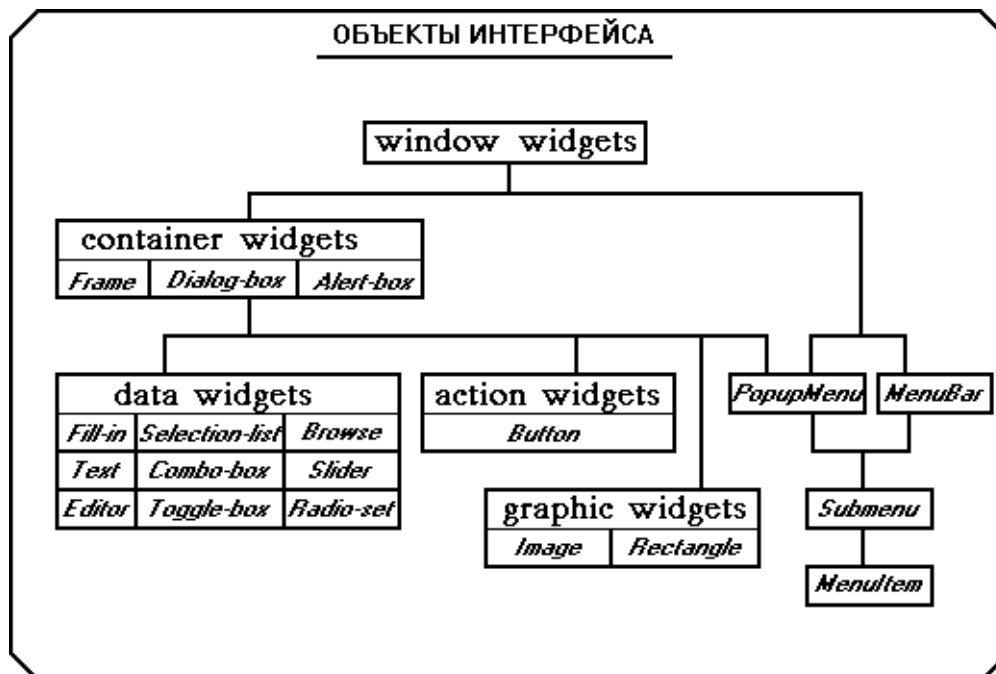 ОБЪЕКТЫ ИНТЕРФЕЙСА
window widgets
container widgets
Frame Dialog-box Alert-box
data widgets
Fill-in Selection-list Browse
Text Combo-box Slider
Editor Toggle-box Radio-set
action widgets
Button
PopupMenu MenuBar
graphic widgets
Image Rectangle
Submenu
MenuItem